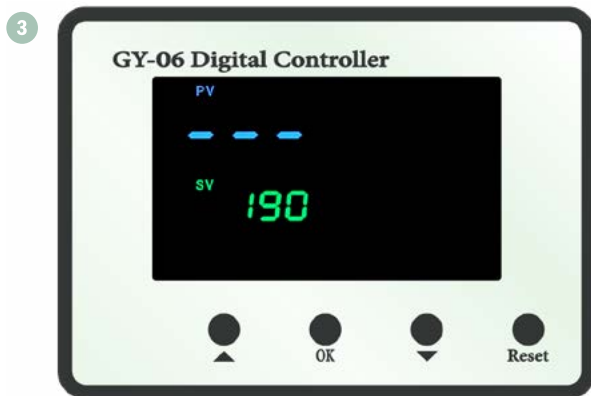 3
GY-06 Digital Controller
PV
- - -
SV
190
OK
Reset